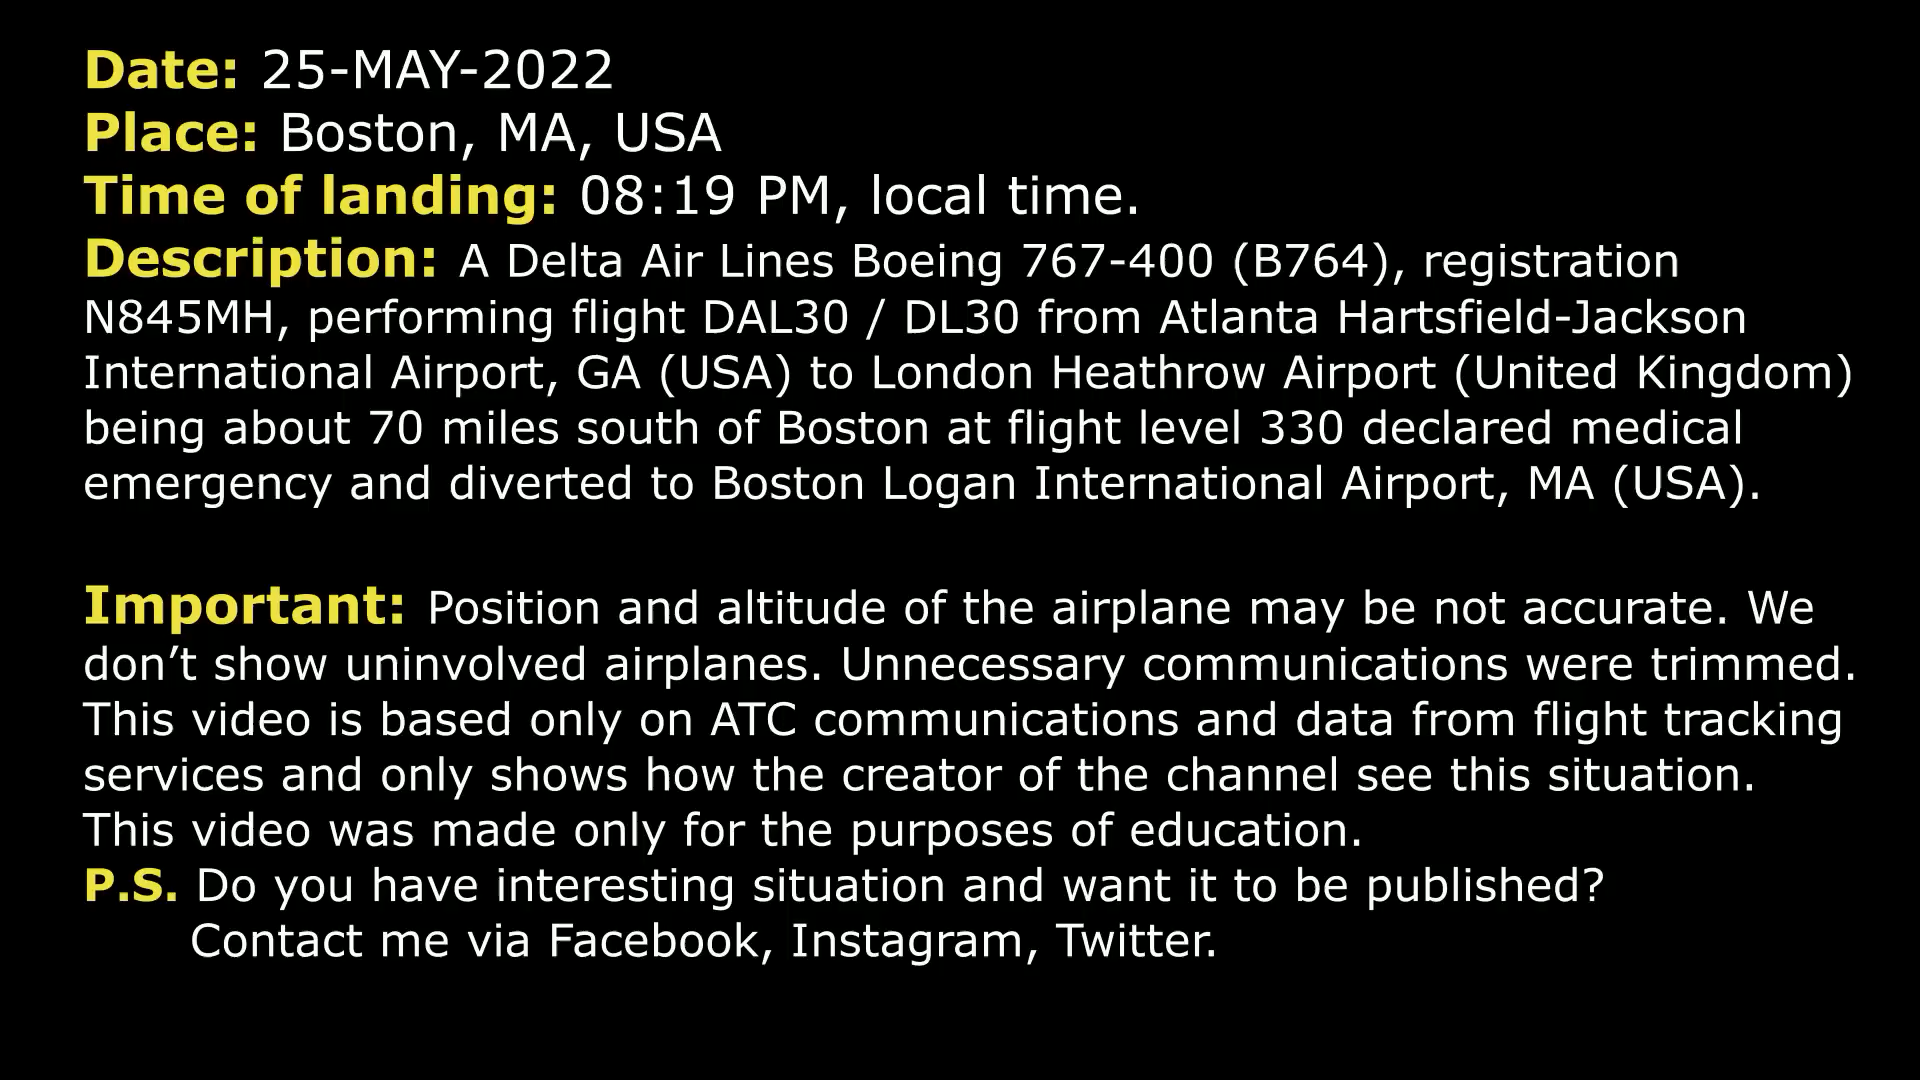 Date: 25-MAY-2022
Place: Boston, MA, USA
Time of landing: 08:19 PM, local time.
Description: A Delta Air Lines Boeing 767-400 (B764), registration
N845MH, performing flight DAL30 / DL30 from Atlanta Hartsfield-Jackson
International Airport, GA (USA) to London Heathrow Airport (United Kingdom)
being about 70 miles south of Boston at flight level 330 declared medical
emergency and diverted to Boston Logan International Airport, MA (USA).
Important: Position and altitude of the airplane may be not accurate. We
don’t show uninvolved airplanes. Unnecessary communications were trimmed.
This video is based only on ATC communications and data from flight tracking
services and only shows how the creator of the channel see this situation.
This video was made only for the purposes of education.
P.S. Do you have interesting situation and want it to be published?
Contact me via Facebook, Instagram, Twitter.